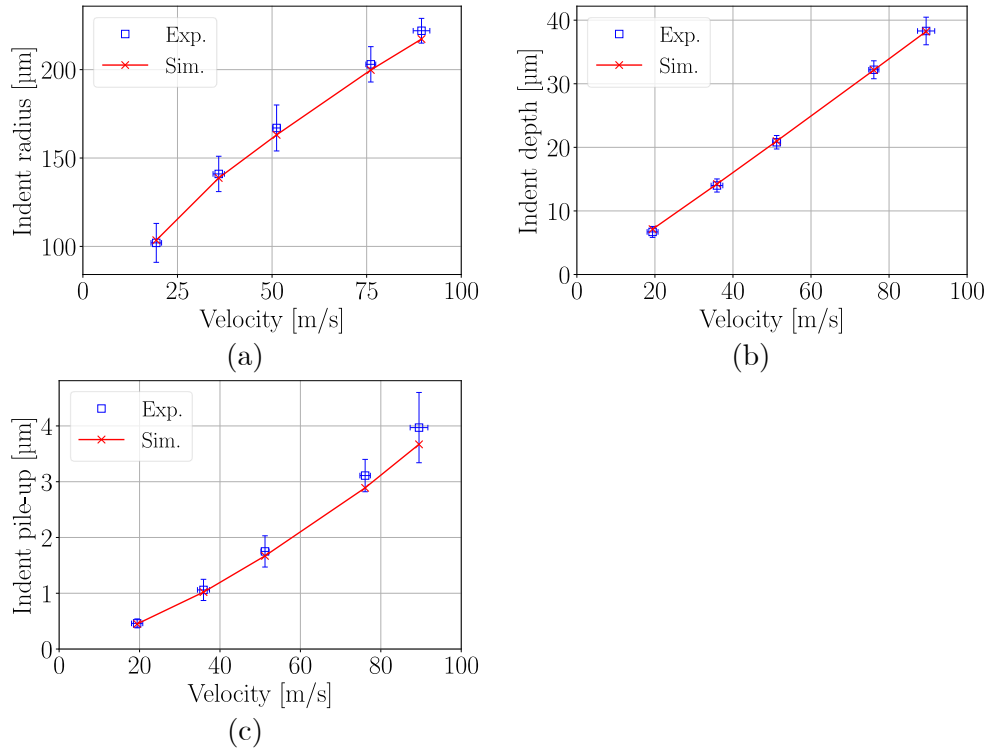 Indent radius [µm]
200
150
100
Exp.
Sim.
0
25
50
75
100
Velocity [m/s]
(a)
Indent depth [µm]
40
30
20
10
0
Exp.
Sim.
0
20
40
60
80
100
Velocity [m/s]
(b)
Indent pile-up [µm]
4
3
2
1
0
Exp.
Sim.
0
20
40
60
80
100
Velocity [m/s]
(c)